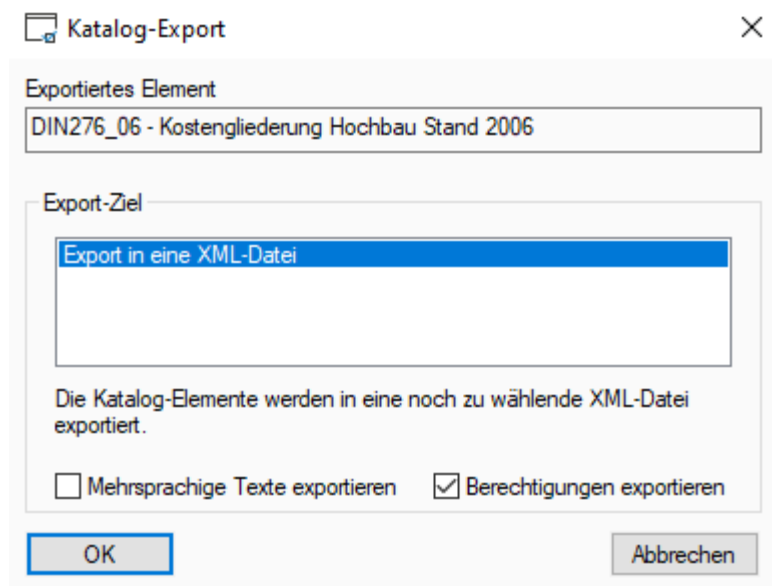 Katalog-Export
Exportiertes Element
DIN276_06 - Kostengliederung Hochbau Stand 2006
Export-Ziel
Export in eine XML-Datei
Die Katalog-Elemente werden in eine noch zu wählende XML-Datei
exportiert.
Mehrsprachige Texte exportieren
Berechtigungen exportieren
OK
Abbrechen